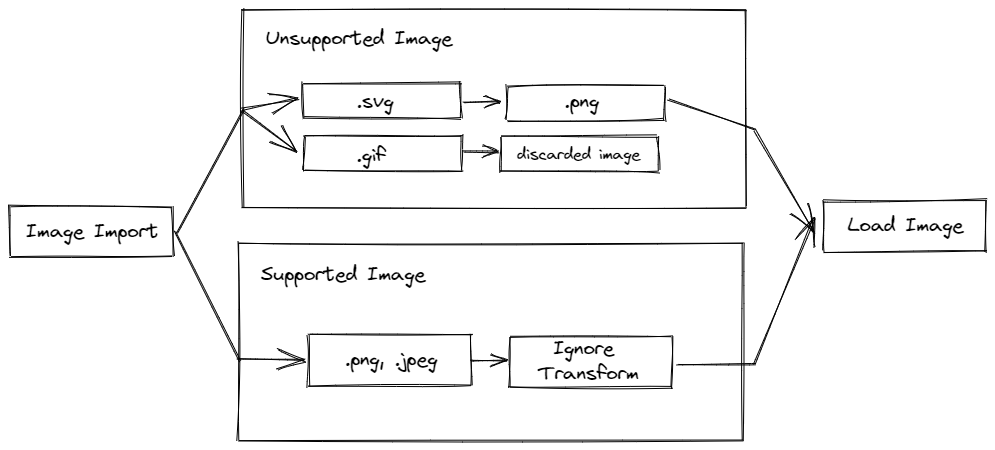 Unsupported Image
.svg
.png
.gif
discarded image
Image Import
Load Image
Supported Image
.png, .jpeg
Ignore
Transform